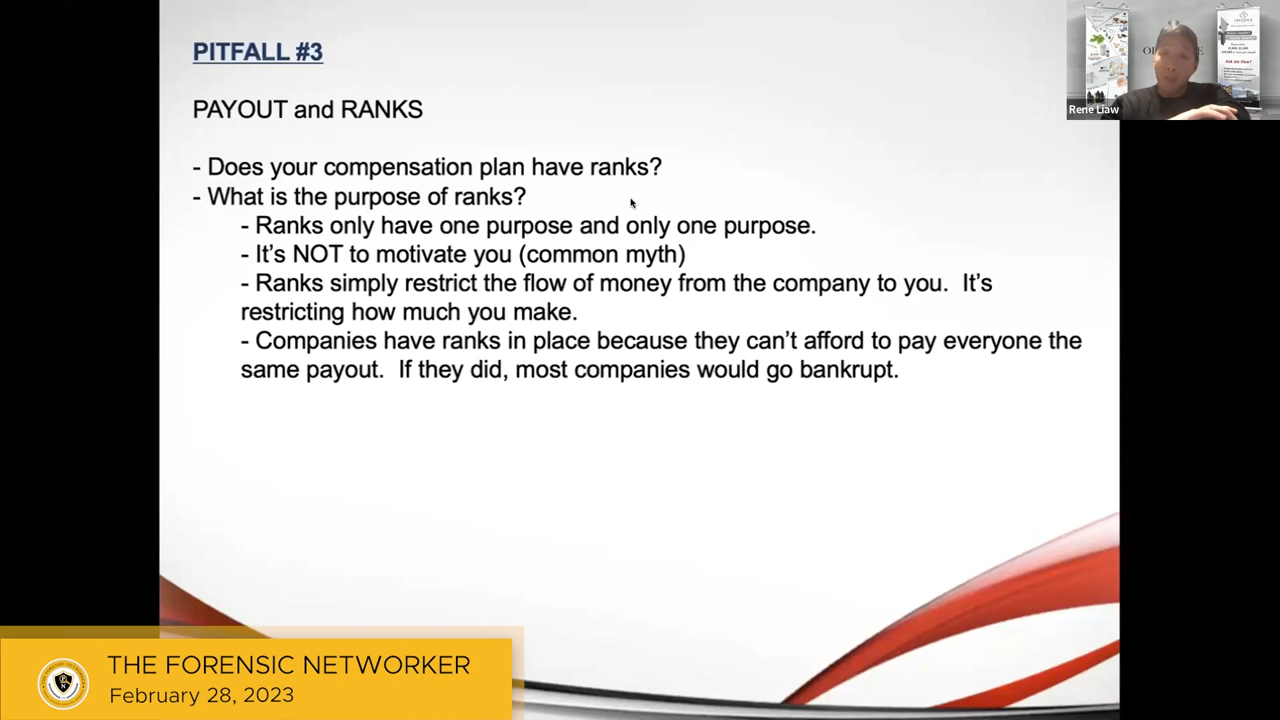 PITFALL #3
PAYOUT and RANKS
- Does your compensation plan have ranks?
- What is the purpose of ranks?
- Ranks only have one purpose and only one purpose.
- It's NOT to motivate you (common myth)
- Ranks simply restrict the flow of money from the company to you.  It's
restricting how much you make.
- Companies have ranks in place because they can't afford to pay everyone the
same payout.  If they did, most companies would go bankrupt.
Rene Liaw
Ask me How?
THE FORENSIC NETWORKER
February 28, 2023